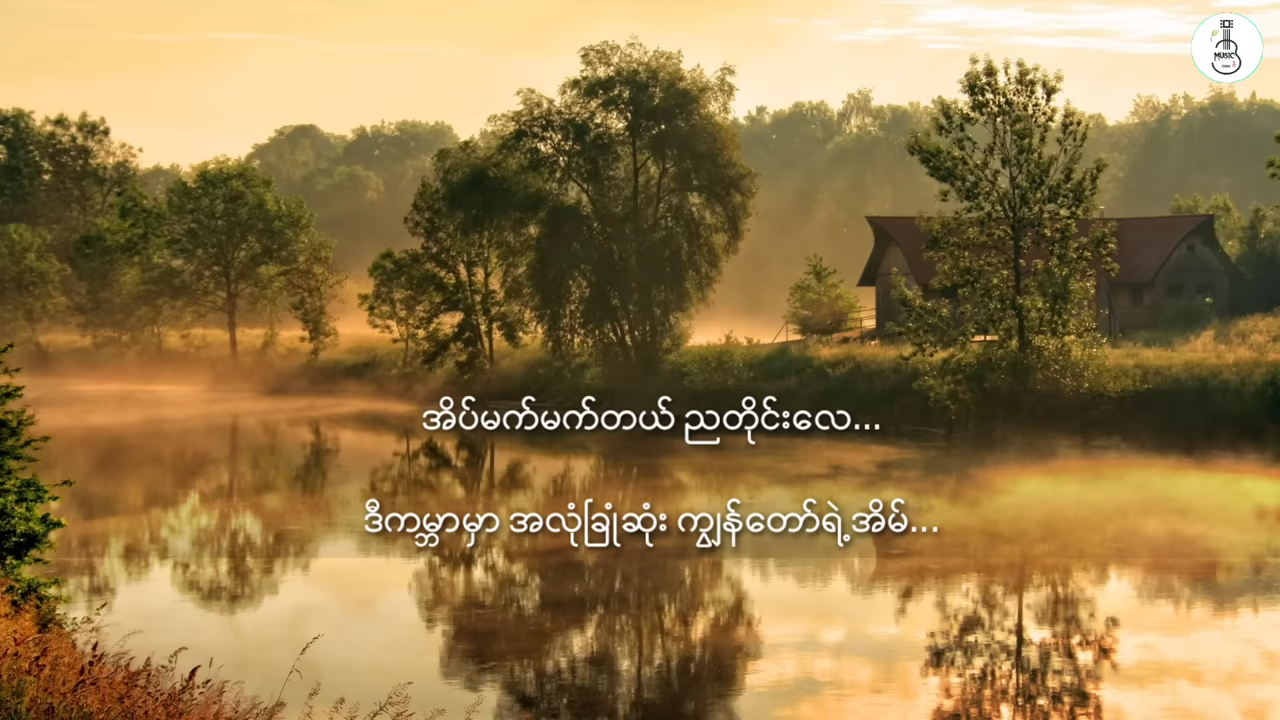 MUSIC
အိပ်မက်မက်တယ် ညတိုင်းလေ...
ဒီကမ္ဘာမှာ အလုံခြုံဆုံး ကျွန်တော်ရဲ့အိမ်...